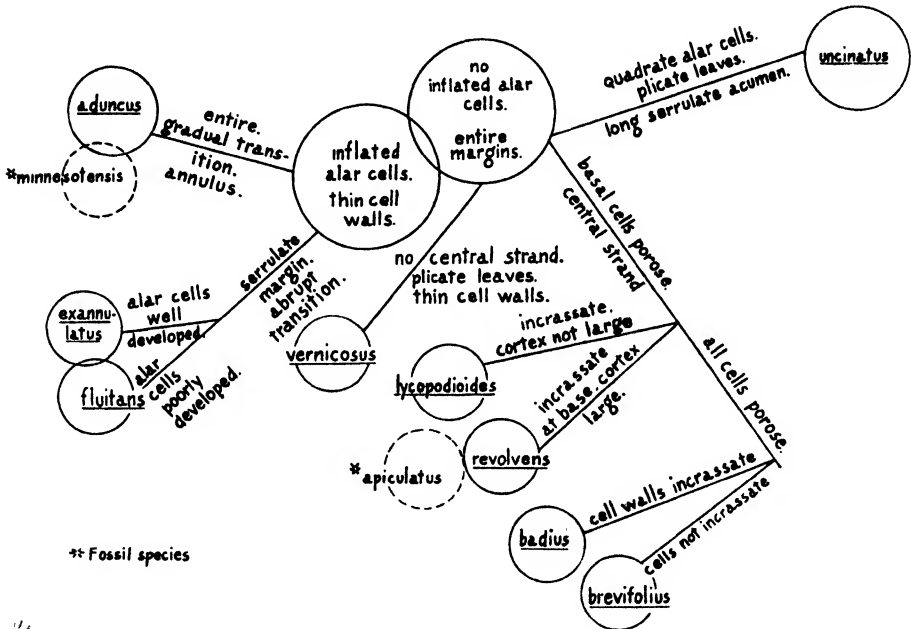 aduncus
*minnesotensis
entire.
gradual trans-
ition.
annulus.
inflated
alar cells.
thin cell
walls.
no
inflated alar
cells.
entire
margins.
quadrate alar cells.
plicate leaves.
long serrulate acumen.
uncinatus
basal cells porose.
central strand
serrulate
margin.
abrupt
transition.
exannu-
latus
alar cells
well
developed.
fluitans
alar
cells
poorly
developed.
no central strand.
plicate leaves.
thin cell walls.
vernicosus
incrassate.
cortex not large
lycopodioides
incrassate
at base. cortex
large.
revolvens
*apiculatus
all cells porose.
cell walls incrassate
badius
cells not incrassate
brevifolius
** Fossil species